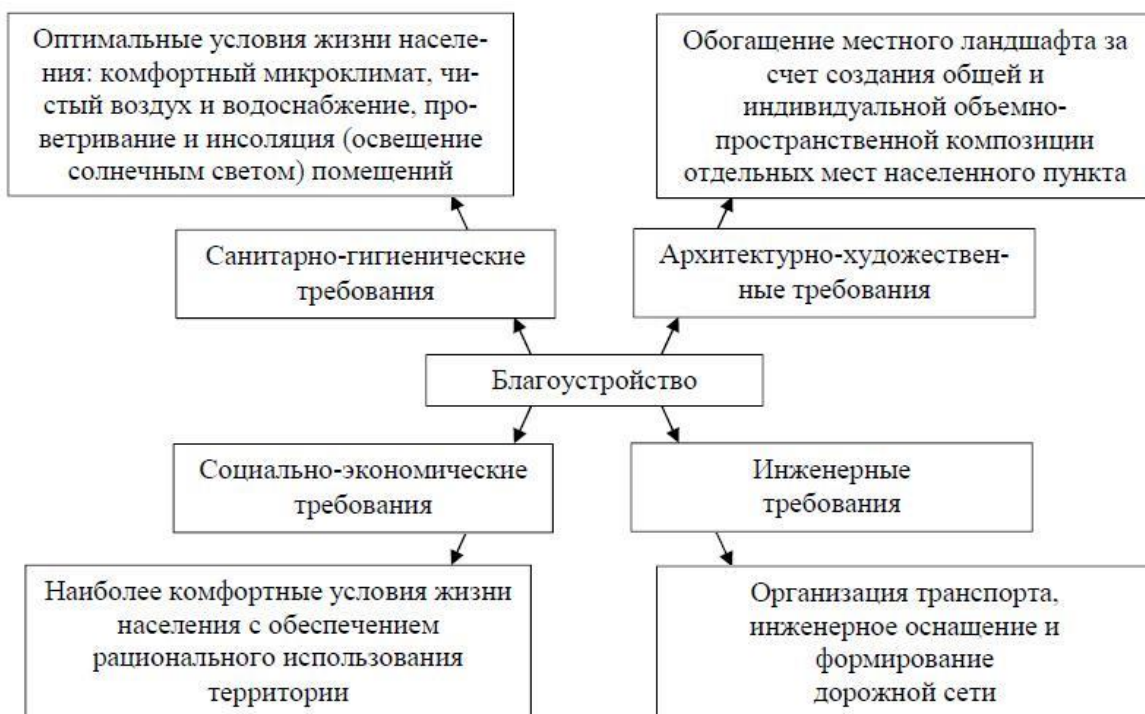 Оптимальные условия жизни населе-
ния: комфортный микроклимат, чи-
стый воздух и водоснабжение, про-
ветривание и инсоляция (освещение
солнечным светом) помещений
Обогащение местного ландшафта за
счет создания общей и
индивидуальной объемно-
пространственной композиции
отдельных мест населенного пункта
Санитарно-гигиенические
требования
Архитектурно-художествен-
ные требования
Благоустройство
Социально-экономические
требования
Инженерные
требования
Наиболее комфортные условия жизни
населения с обеспечением
рационального использования
территории
Организация транспорта,
инженерное оснащение и
формирование
дорожной сети